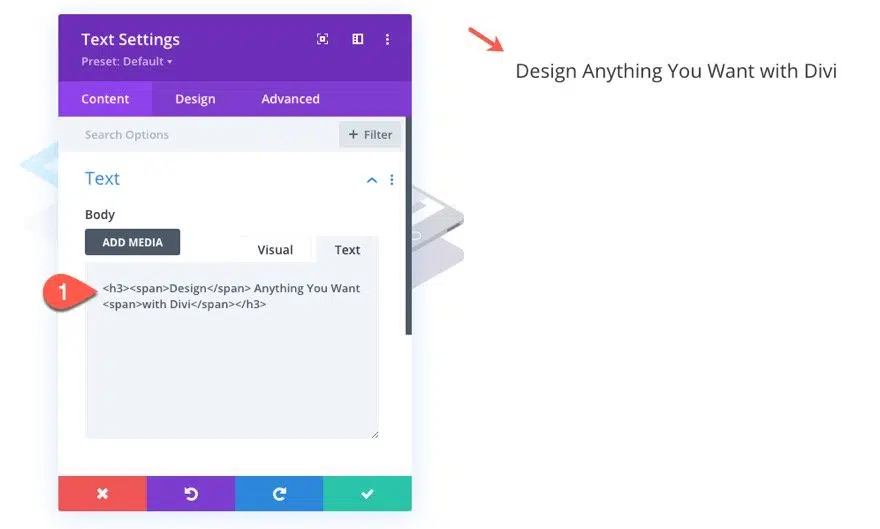 Text Settings
Preset: Default
Content Design Advanced
Search Options + Filter
Text
Body
ADD MEDIA
Visual Text
1
<h3><span>Design</span> Anything You Want
<span>with Divi</span></h3>
Design Anything You Want with Divi